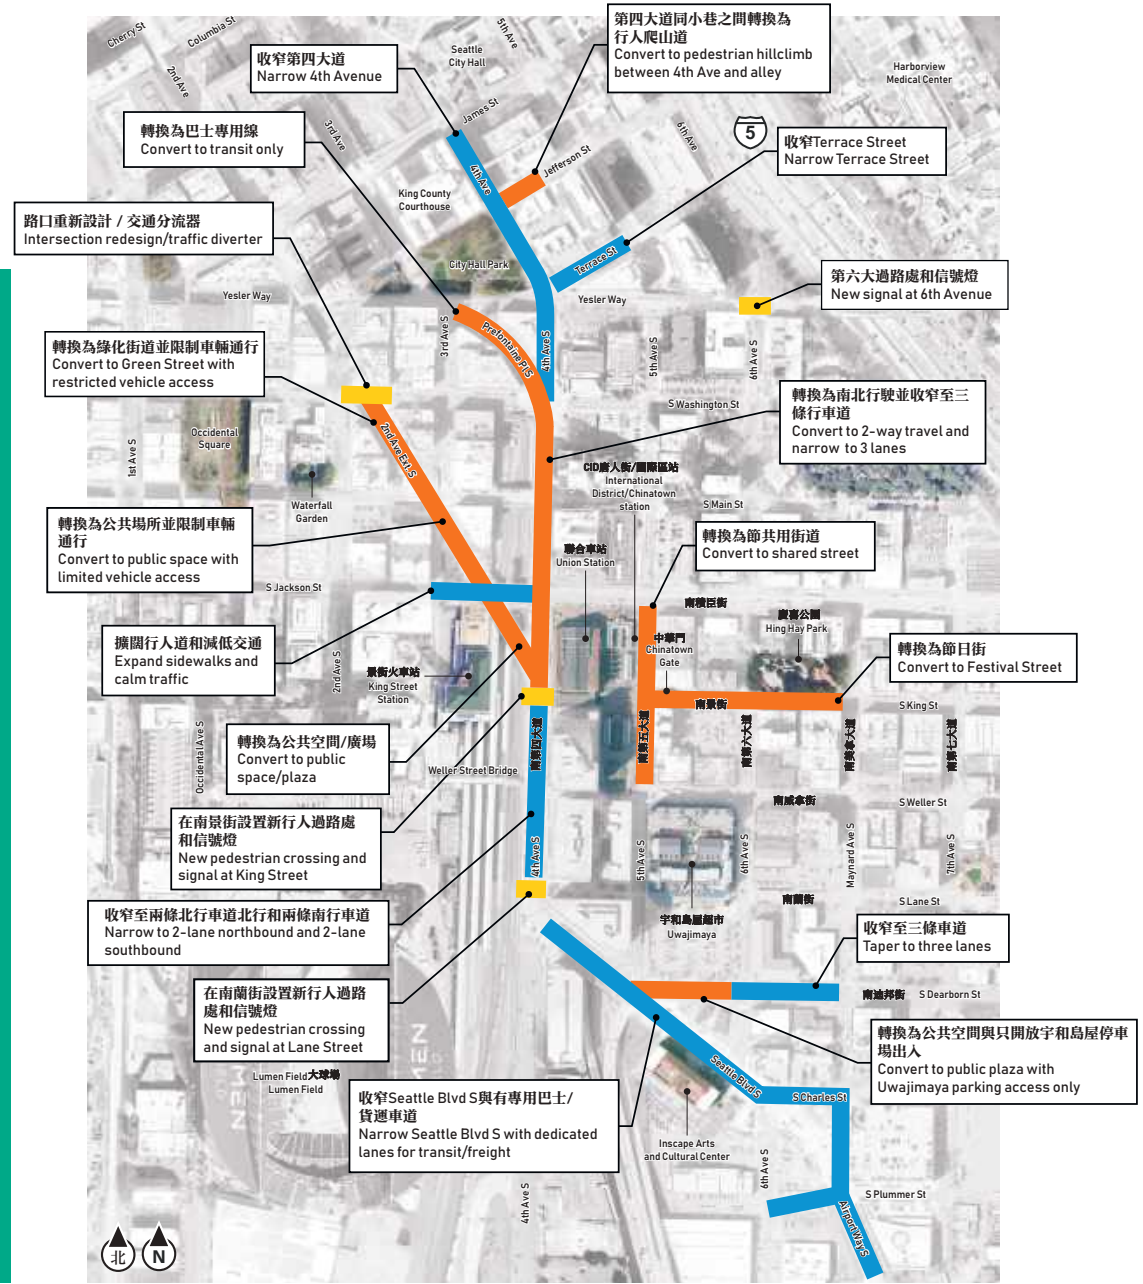 Cherry St
Columbia St
5th Ave
2nd Ave
3rd Ave
Seattle
City Hall
Harborview
Medical Center
6th Ave
5
收窄第四大道
Narrow 4th Avenue
第四大道同小巷之間轉換為
行人爬山道
Convert to pedestrian hillclimb
between 4th Ave and alley
轉換為巴士專用線
Convert to transit only
收窄Terrace Street
Narrow Terrace Street
James St
4th Ave
Jefferson St
King County
Courthouse
路口重新設計 / 交通分流器
Intersection redesign/traffic diverter
City Hall Park
Terrace St
第六大過路處和信號燈
New signal at 6th Avenue
Yesler Way
Yesler Way
3rd Ave S
Prefontaine Pl S
4th Ave S
5th Ave S
6th Ave S
轉換為綠化街道並限制車輛通行
Convert to Green Street with
restricted vehicle access
轉換為南北行駛並收窄至三
條行車道
Convert to 2-way travel and
narrow to 3 lanes
S Washington St
1st Ave S
Occidental
Square
2nd Ave Ext S
CID唐人街/國際區站
International
District/Chinatown
station
S Main St
Waterfall
Garden
轉換為公共場所並限制車輛
通行
Convert to public space with
limited vehicle access
轉換為節共用街道
Convert to shared street
聯合車站
Union Station
S Jackson St
南積臣街
慶喜公園
Hing Hay Park
擴闊行人道和減低交通
Expand sidewalks and
calm traffic
2nd Ave S
景街火車站
King Street
Station
中華門
Chinatown
Gate
轉換為節日街
Convert to Festival Street
南景街
S King St
Occidental Ave S
轉換為公共空間/廣場
Convert to public
space/plaza
Weller Street Bridge
南第四大道
南第五大道
南第六大道
南美拿大道
南第七大道
南威拿街
S Weller St
在南景街設置新行人過路處
和信號燈
New pedestrian crossing and
signal at King Street
4th Ave S
5th Ave S
6th Ave S
Maynard Ave S
7th Ave S
南蘭街
S Lane St
收窄至兩條北行車道北行和兩條南行車道
Narrow to 2-lane northbound and 2-lane
southbound
宇和島屋超市
Uwajimaya
收窄至三條車道
Taper to three lanes
在南蘭街設置新行人過路
處和信號燈
New pedestrian crossing
and signal at Lane Street
南迪邦街
S Dearborn St
轉換為公共空間與只開放宇和島屋停車
場出入
Convert to public plaza with
Uwajimaya parking access only
Lumen Field大球場
Lumen Field
收窄Seattle Blvd S與有專用巴士/
貨運車道
Narrow Seattle Blvd S with dedicated
lanes for transit/freight
Seattle Blvd S
S Charles St
Inscape Arts
and Cultural Center
6th Ave S
4th Ave S
S Plummer St
Airport Way S
北
N